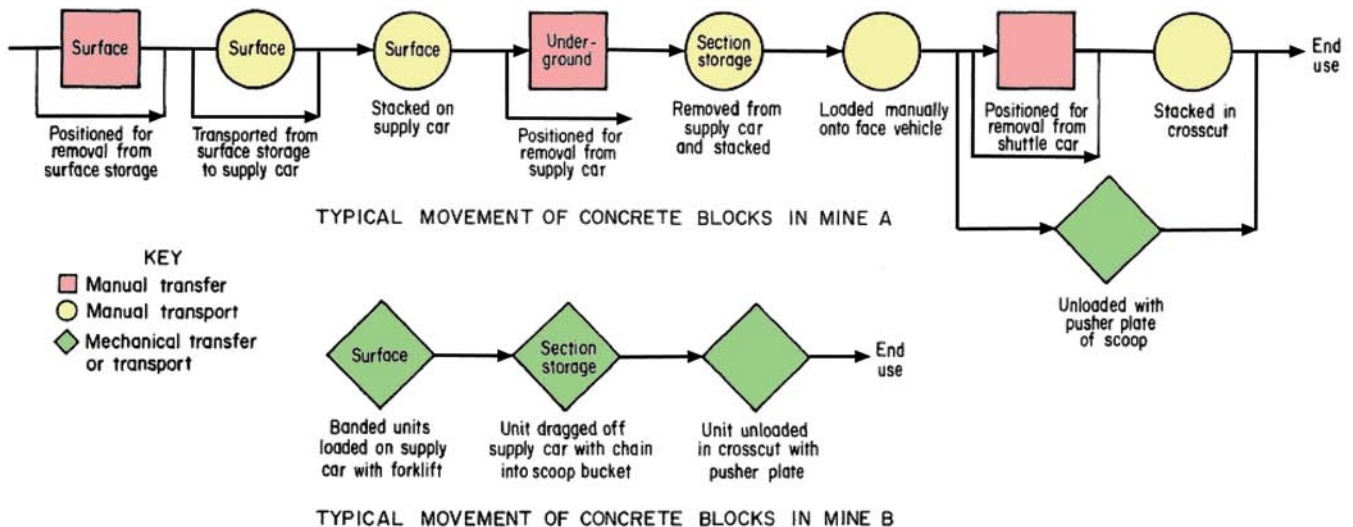 Surface
Surface
Surface
Under-
ground
Section
storage
End
use
Positioned for
removal from
surface storage
Transported from
surface storage
to supply car
Stacked on
supply car
Positioned for
removal from
supply car
Removed from
supply car
and stacked
Loaded manually
onto face vehicle
Positioned for
removal from
shuttle car
Stacked in
crosscut
TYPICAL MOVEMENT OF CONCRETE BLOCKS IN MINE A
Unloaded with
pusher plate
of scoop
KEY
Manual transfer
Manual transport
Mechanical transfer
or transport
Surface
Section
storage
End
use
Banded units
loaded on supply
car with forklift
Unit dragged off
supply car with chain
into scoop bucket
Unit unloaded
in crosscut with
pusher plate
TYPICAL MOVEMENT OF CONCRETE BLOCKS IN MINE B